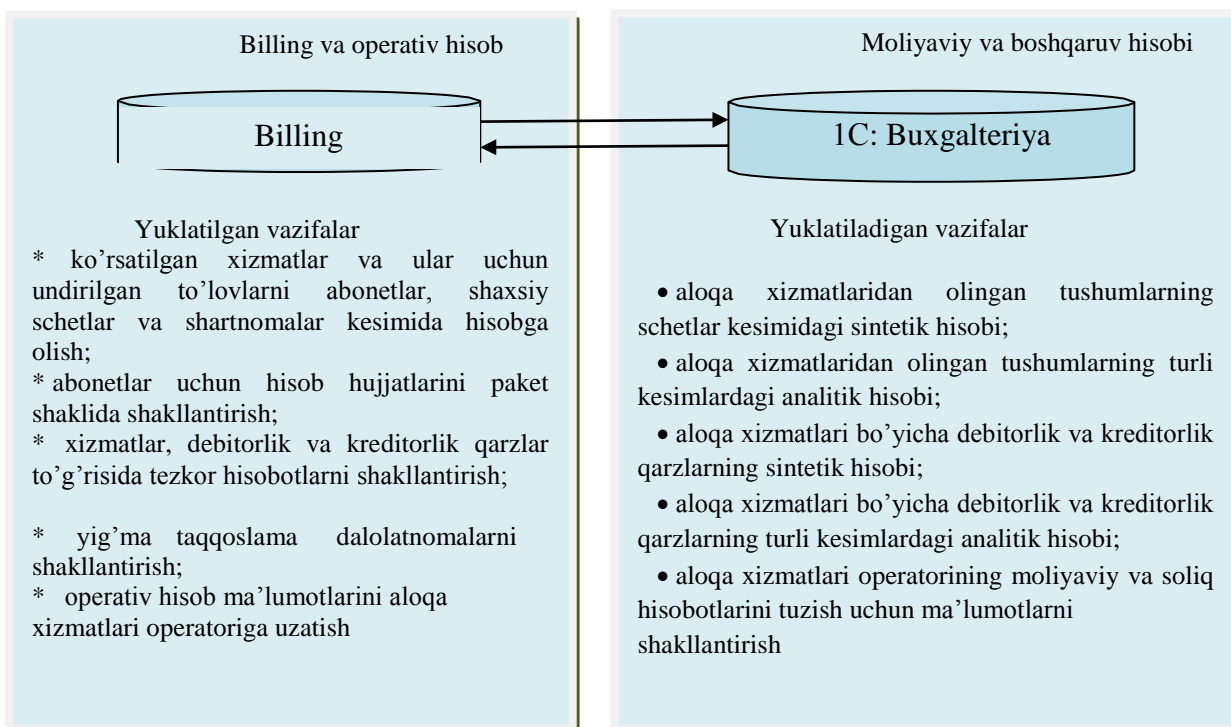 Billing va operativ hisob
Billing
Yuklatilgan vazifalar
* ko’rsatilgan xizmatlar va ular uchun
undirilgan to’lovlarni abonetlar, shaxsiy
schetlar va shartnomalar kesimida hisobga
olish;
* abonetlar uchun hisob hujjatlarini paket
shaklida shakllantirish;
* xizmatlar, debitorlik va kreditorlik qarzlar
to’g’risida tezkor hisobotlarni shakllantirish;
* yig’ma taqqoslama dalolatnomalarni
shakllantirish;
* operativ hisob ma’lumotlarini aloqa
xizmatlari operatoriga uzatish
Moliyaviy va boshqaruv hisobi
1C: Buxgalteriya
Yuklatiladigan vazifalar
• aloqa xizmatlaridan olingan tushumlarning
schetlar kesimidagi sintetik hisobi;
• aloqa xizmatlaridan olingan tushumlarning turli
kesimlardagi analitik hisobi;
• aloqa xizmatlari bo’yicha debitorlik va kreditorlik
qarzlarning sintetik hisobi;
• aloqa xizmatlari bo’yicha debitorlik va kreditorlik
qarzlarning turli kesimlardagi analitik hisobi;
• aloqa xizmatlari operatorining moliyaviy va soliq
hisobotlarini tuzish uchun ma’lumotlarni
shakllantirish